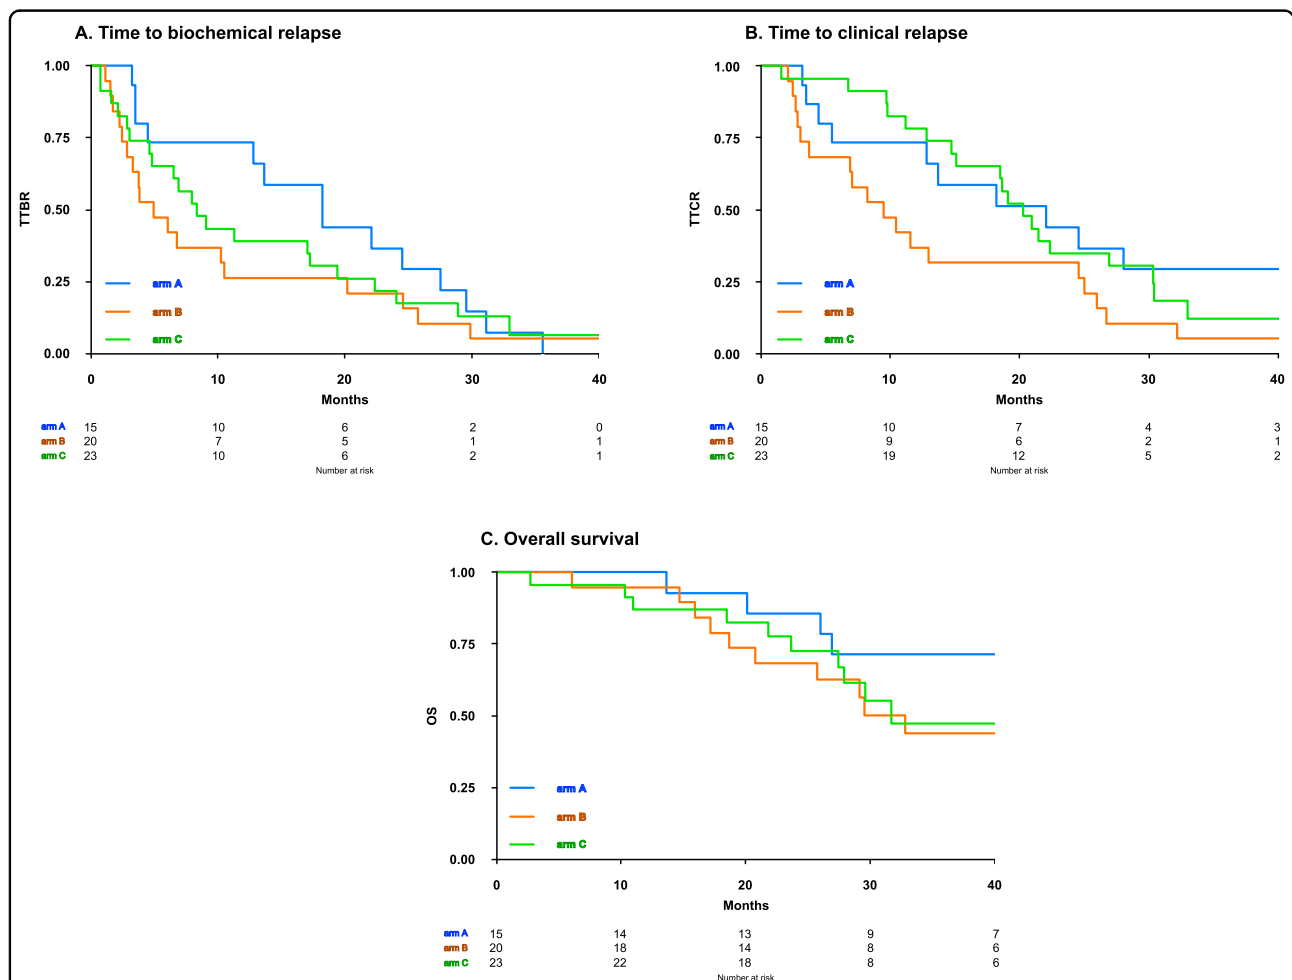 A. Time to biochemical relapse
1.00
0.75
0.50
0.25
0.00
TTBR
arm A
arm B
arm C
0 10 20 30 40
Months
arm A 15 10 6 2 0
arm B 20 7 5 1 1
arm C 23 10 6 2 1
Number at risk
B. Time to clinical relapse
1.00
0.75
0.50
0.25
0.00
TTCR
arm A
arm B
arm C
0 10 20 30 40
Months
arm A 15 10 7 4 3
arm B 20 9 6 2 1
arm C 23 19 12 5 2
Number at risk
C. Overall survival
1.00
0.75
0.50
0.25
0.00
OS
arm A
arm B
arm C
0 10 20 30 40
Months
arm A 15 14 13 9 7
arm B 20 18 14 8 6
arm C 23 22 18 8 6
Number at risk